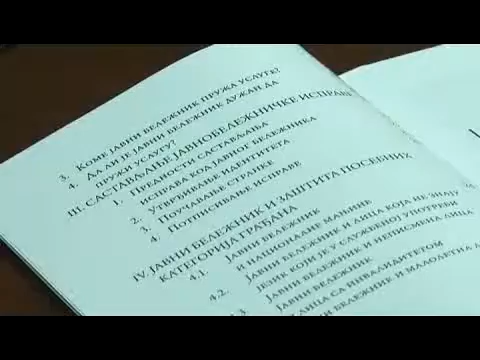 3. Коме јавни бележник пружа услуге?
4. Да ли је јавни бележник дужан да
пружи услугу?
III. САСТАВЉАЊЕ ЈАВНОБЕЛЕЖНИЧКЕ ИСПРАВЕ
1. Предности састављања
исправа код јавног бележника
2. Утврђивање идентитета
3. Поучавање странке
4. Потписивање исправе
IV. ЈАВНИ БЕЛЕЖНИК И ЗАШТИТА ПОСЕБНИХ
КАТЕГОРИЈА ГРАЂАНА
4.1. Јавни бележник
и националне мањине
4.2. Јавни бележник и лица која не знају
језик који је у службеној употреби
Јавни бележник и неписмена лица
Јавни бележник
и лица са инвалидитетом
бележник и малолетна